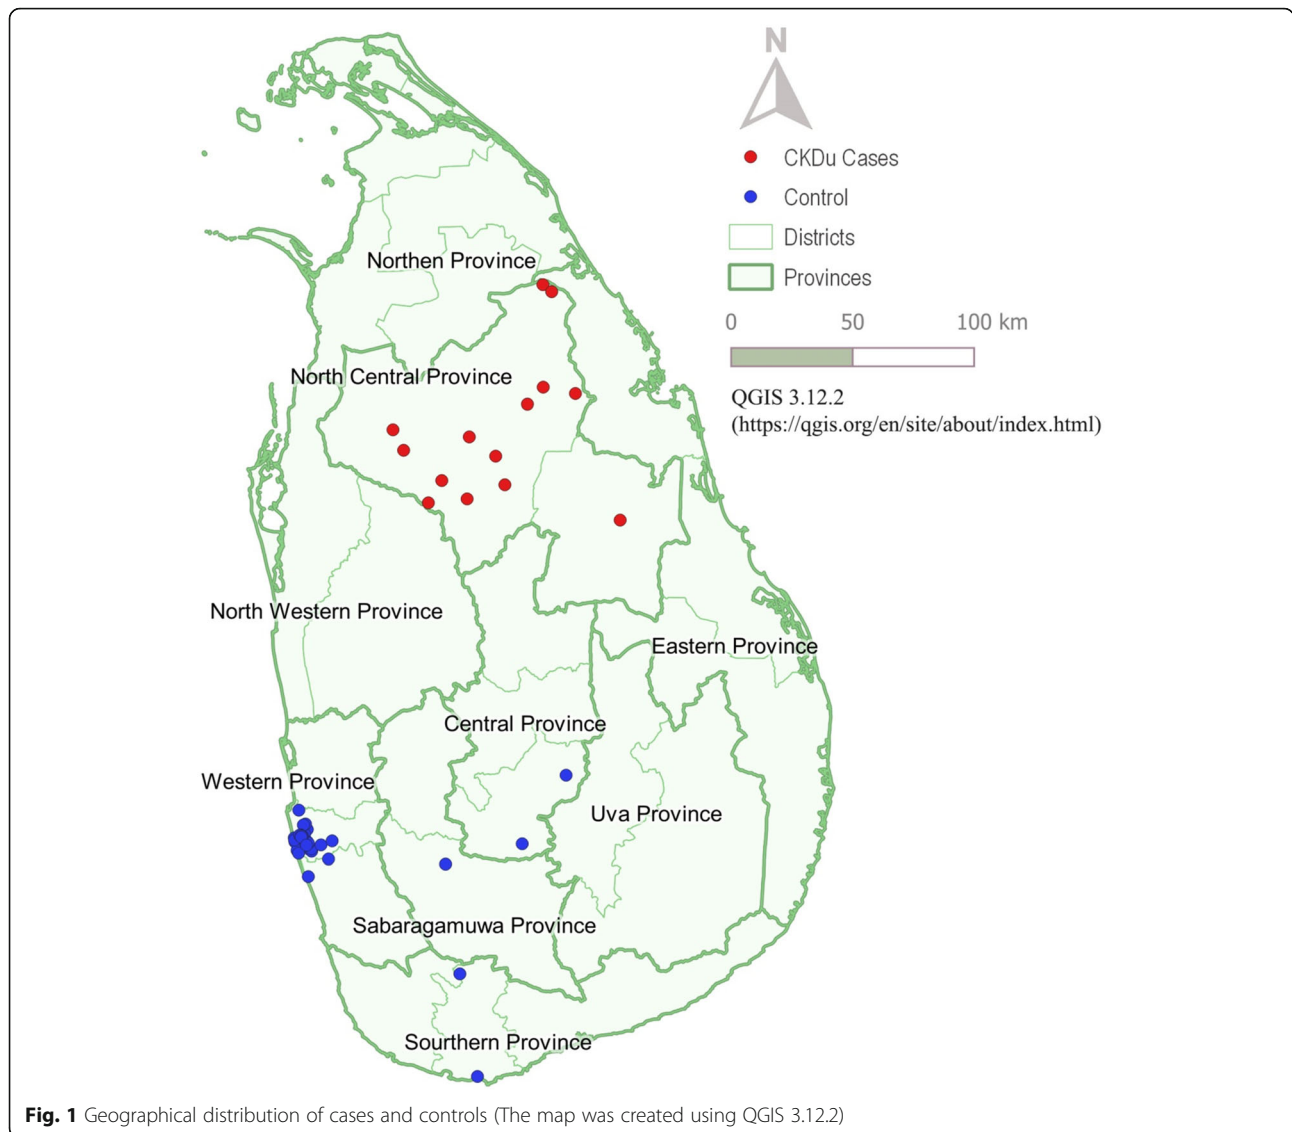 N
CKDu Cases
Control
Districts
Provinces
0 50 100 km
QGIS 3.12.2
(https://qgis.org/en/site/about/index.html)
Northen Province
North Central Province
North Western Province
Eastern Province
Central Province
Western Province
Uva Province
Sabaragamuwa Province
Sourthern Province
Fig. 1 Geographical distribution of cases and controls (The map was created using QGIS 3.12.2)